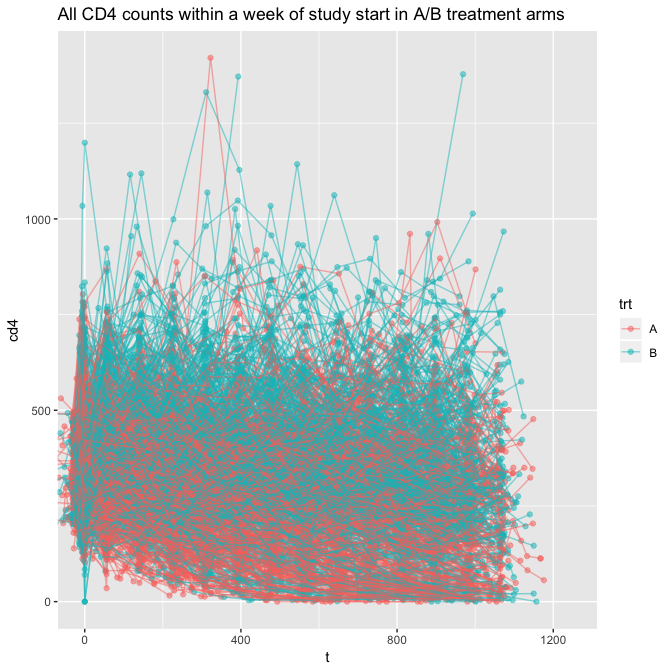 All CD4 counts within a week of study start in A/B treatment arms
cd4
1000
500
0
0
400
800
1200
t
trt
A
B